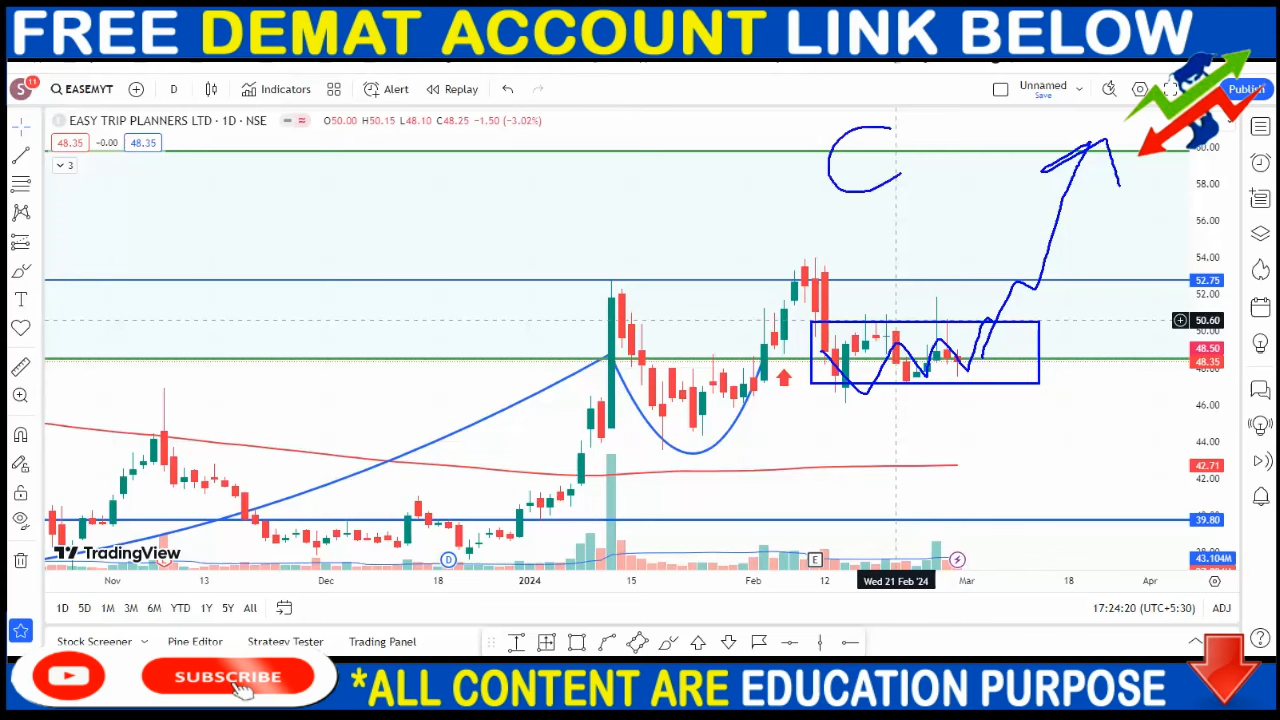 FREE DEMAT ACCOUNT LINK BELOW
S 11 EASEMYT D Indicators Alert Replay Unnamed Save Publish
EASY TRIP PLANNERS LTD · 1D · NSE O50.00 H50.15 L48.10 C48.25 −1.50 (−3.02%)
48.35 -0.00 48.35
3
58.00
56.00
54.00
52.75
52.00
50.60
50.00
48.50
48.35
46.00
44.00
42.71
42.00
39.80
43.104M
TradingView
E D E
Nov 13 Dec 18 2024 15 Feb 12 Wed 21 Feb '24 Mar 18 Apr
1D 5D 1M 3M 6M YTD 1Y 5Y All 17:24:20 (UTC+5:30) ADJ
Stock Screener Pine Editor Strategy Tester Trading Panel
SUBSCRIBE
*ALL CONTENT ARE EDUCATION PURPOSE